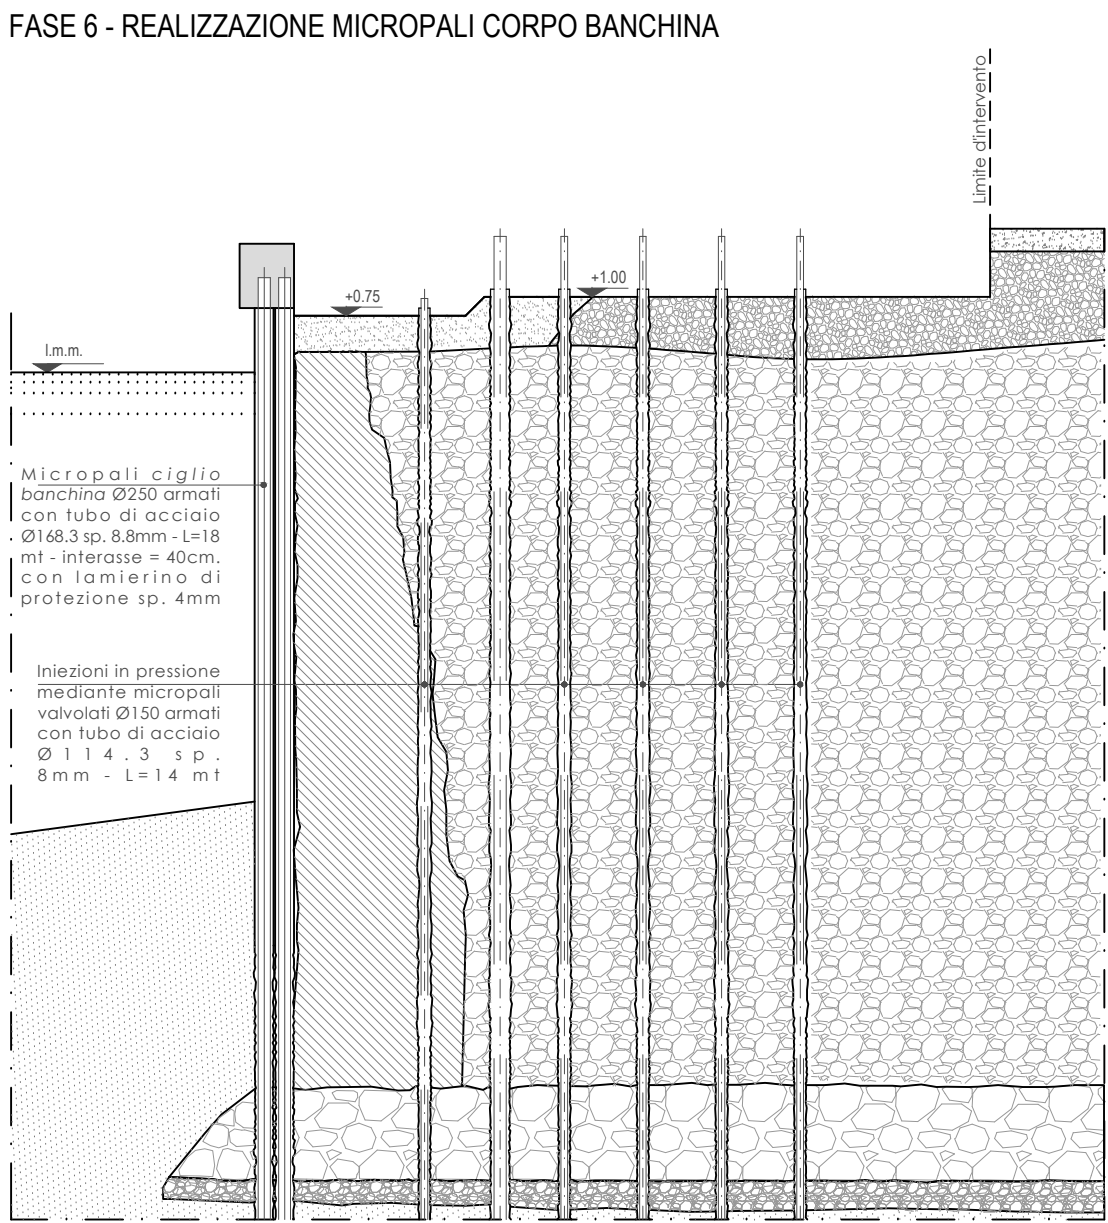 FASE 6 - REALIZZAZIONE MICROPALI CORPO BANCHINA
Limite d'intervento
+1.00
+0.75
l.m.m.
Micropali ciglio
banchina Ø250 armati
con tubo di acciaio
Ø168.3 sp. 8.8mm - L=18
mt - interasse = 40cm.
con lamierino di
protezione sp. 4mm
Iniezioni in pressione
mediante micropali
valvolati Ø150 armati
con tubo di acciaio
Ø114.3 sp.
8mm - L=14 mt